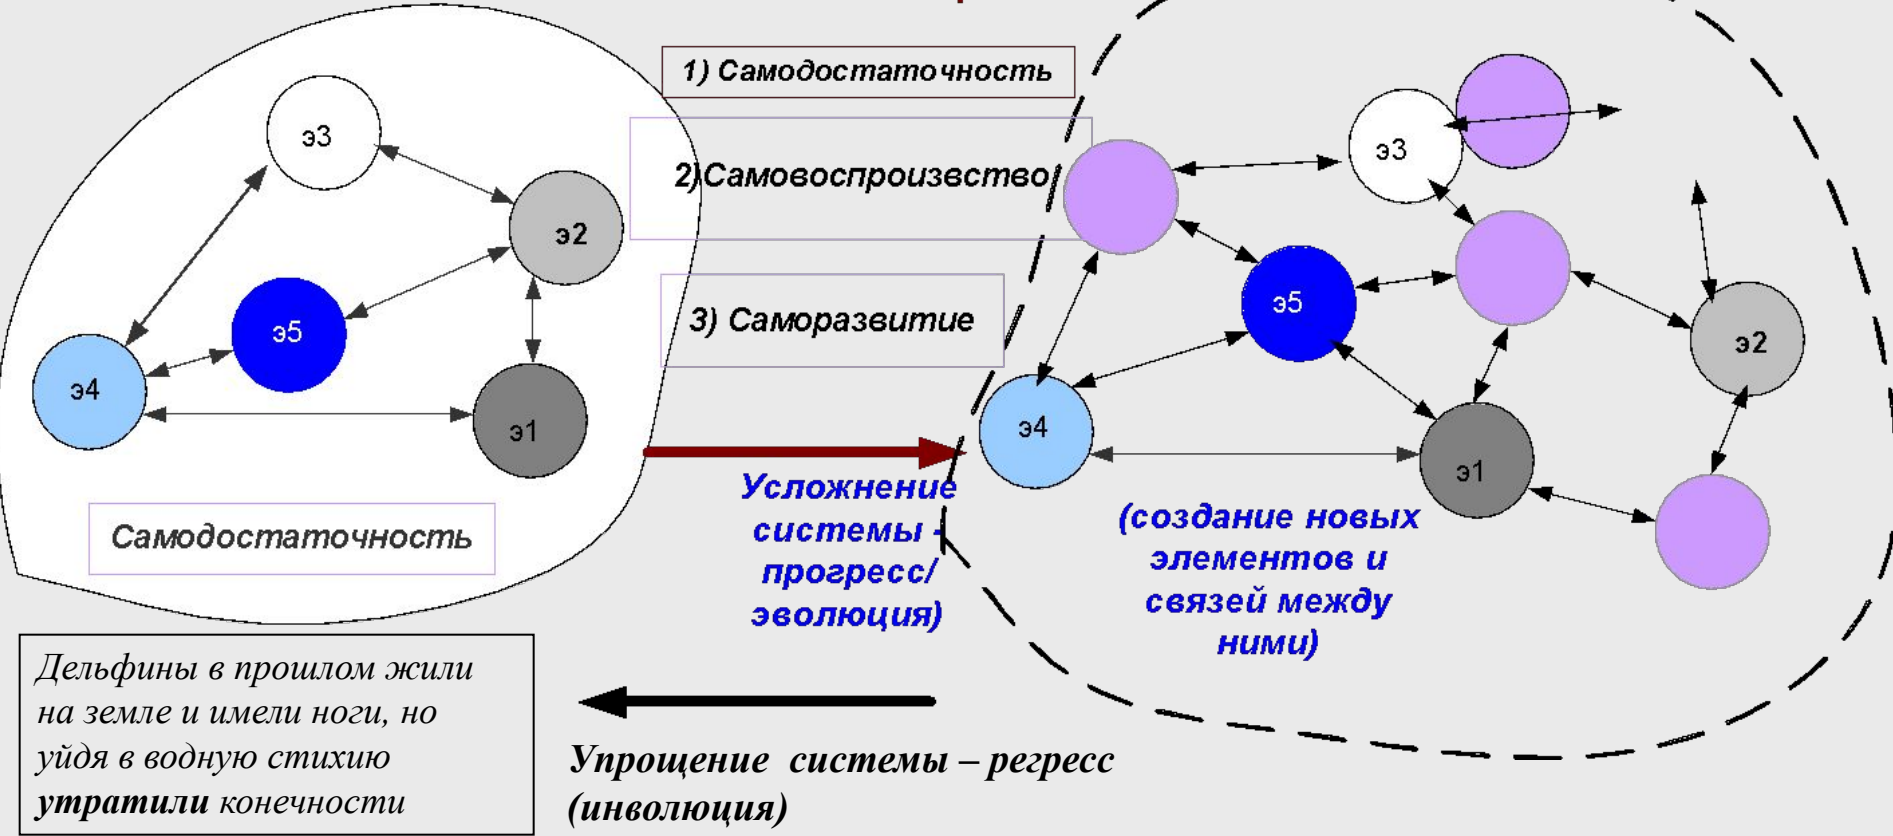 1) Самодостаточность
2)Самовоспроизвство
3) Саморазвитие
э3
э2
э5
э4
э1
Самодостаточность
э3
э5
э2
э4
э1
Усложнение
системы -
прогресс/
эволюция)
(создание новых
элементов и
связей между
ними)
Дельфины в прошлом жили
на земле и имели ноги, но
уйдя в водную стихию
утратили конечности
Упрощение системы – регресс
(инволюция)